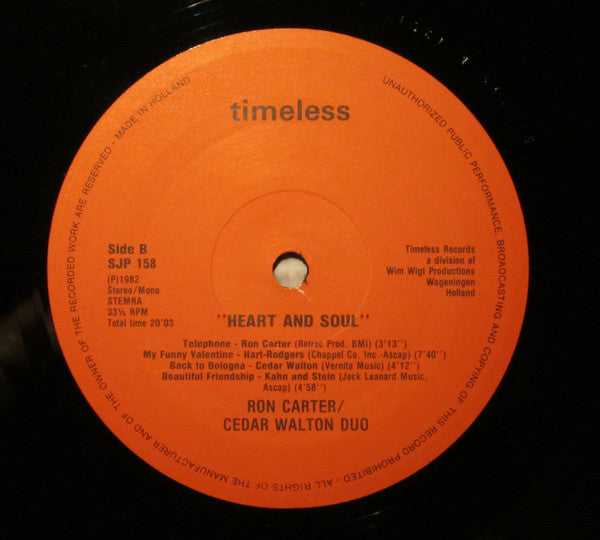 timeless
Side B
SJP 158
(P)1982
Stereo/Mono
STEMRA
33⅓ RPM
Total time 20'03
Timeless Records
a division of
Wim Wigt Productions
Wageningen
Holland
"HEART AND SOUL"
Telephone - Ron Carter (Retrac Prod. BMI) (3'13'')
My Funny Valentine - Hart-Rodgers (Chappel Co. Inc.-Ascap) (7'40'')
Back to Bologna - Cedar Walton (Vernita Music) (4'12'')
Beautiful Friendship - Kahn and Stein (Jack Leanard Music,
Ascap) (4'58'')
RON CARTER/
CEDAR WALTON DUO
UNAUTHORIZED PUBLIC PERFORMANCE, BROADCASTING AND COPYING OF THIS RECORD PROHIBITED - ALL RIGHTS OF THE MANUFACTURER AND OF THE OWNER OF THE RECORDED WORK ARE RESERVED - MADE IN HOLLAND